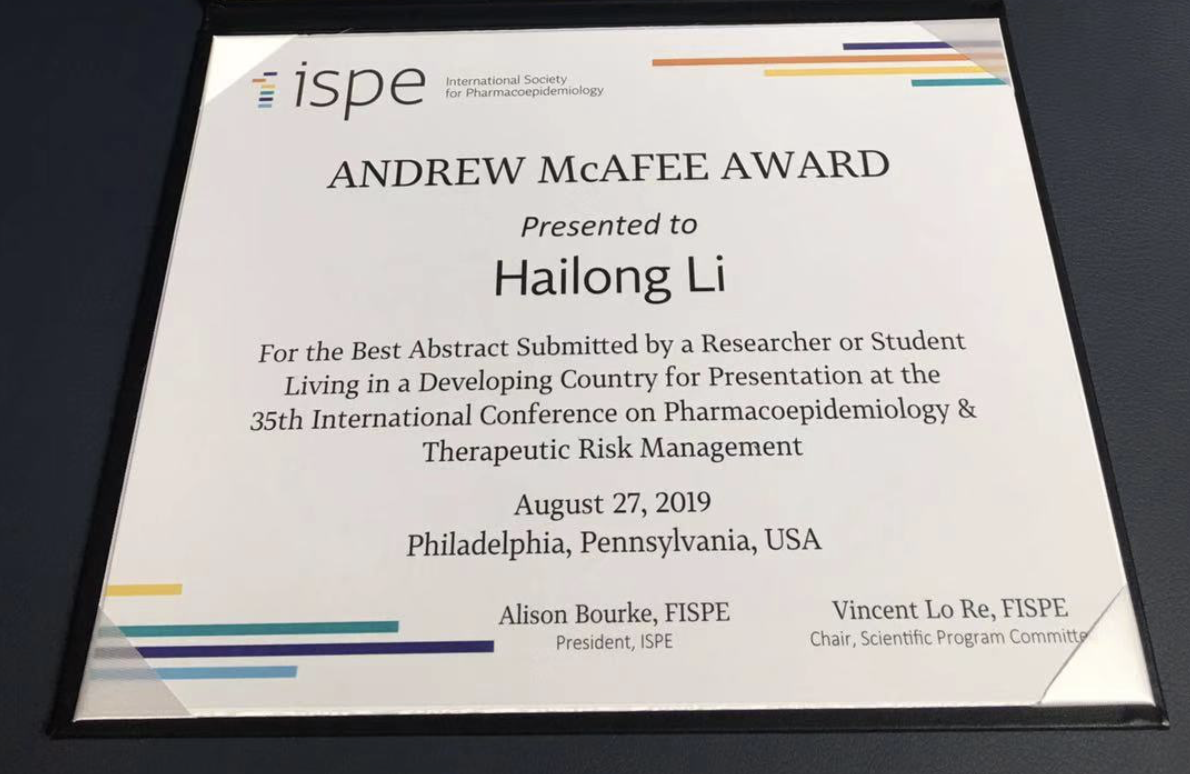 ispe
International Society
for Pharmacoepidemiology
ANDREW McAFEE AWARD
Presented to
Hailong Li
For the Best Abstract Submitted by a Researcher or Student
Living in a Developing Country for Presentation at the
35th International Conference on Pharmacoepidemiology &
Therapeutic Risk Management
August 27, 2019
Philadelphia, Pennsylvania, USA
Alison Bourke, FISPE
President, ISPE
Vincent Lo Re, FISPE
Chair, Scientific Program Committe